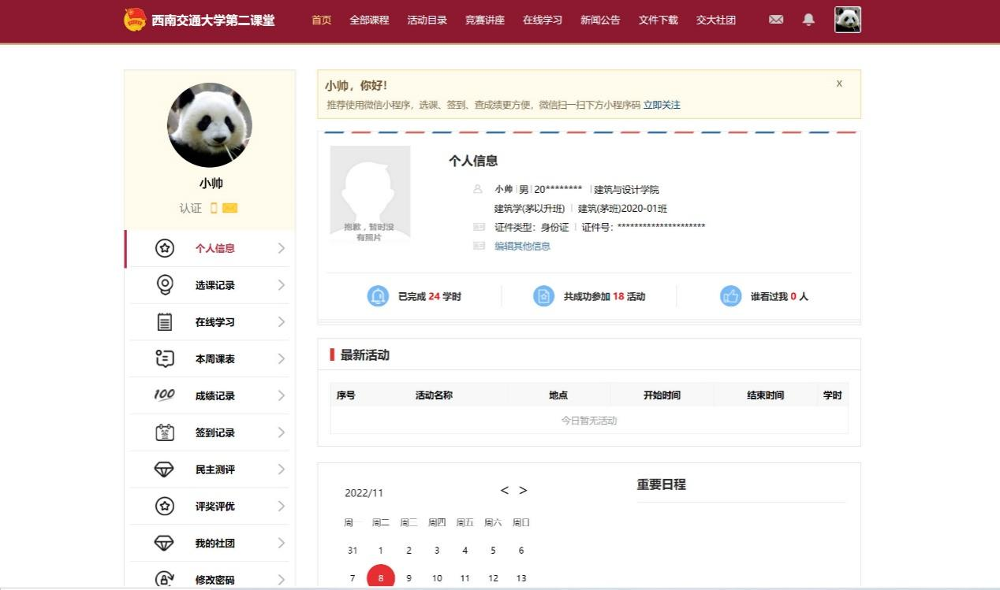 西南交通大学第二课堂 首页 全部课程 活动目录 竞赛讲座 在线学习 新闻公告 文件下载 交大社团
小帅
认证
个人信息
选课记录
在线学习
本周课表
成绩记录
签到记录
民主测评
评奖评优
我的社团
修改密码
小帅，你好！ X
推荐使用微信小程序，选课、签到、查成绩更方便，微信扫一扫下方小程序码 立即关注
抱歉，暂时没
有照片
个人信息
小帅 | 男 | 20******** | 建筑与设计学院
建筑学(茅以升班) | 建筑(茅班)2020-01班
证件类型：身份证 | 证件号：*********************
编辑其他信息
已完成 24 学时 共成功参加 18 活动 谁看过我 0 人
最新活动
序号 活动名称 地点 开始时间 结束时间 学时
今日暂无活动
2022/11 < >
周一 周二 周三 周四 周五 周六 周日
31 1 2 3 4 5 6
7 8 9 10 11 12 13
重要日程